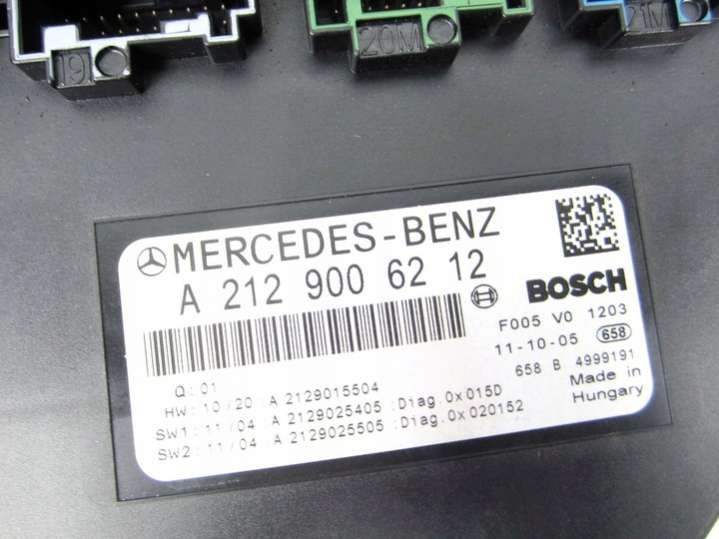 19
20M
21M
MERCEDES-BENZ
A 212 900 62 12
BOSCH
F005 V0 1203
11-10-05 658
658 B 4999191
Made in
Hungary
Q: 01
HW: 10/20 :A 2129015504
SW1: 11/04 :A 2129025405 :Diag.0x015D
SW2: 11/04 :A 2129025505 :Diag.0x020152